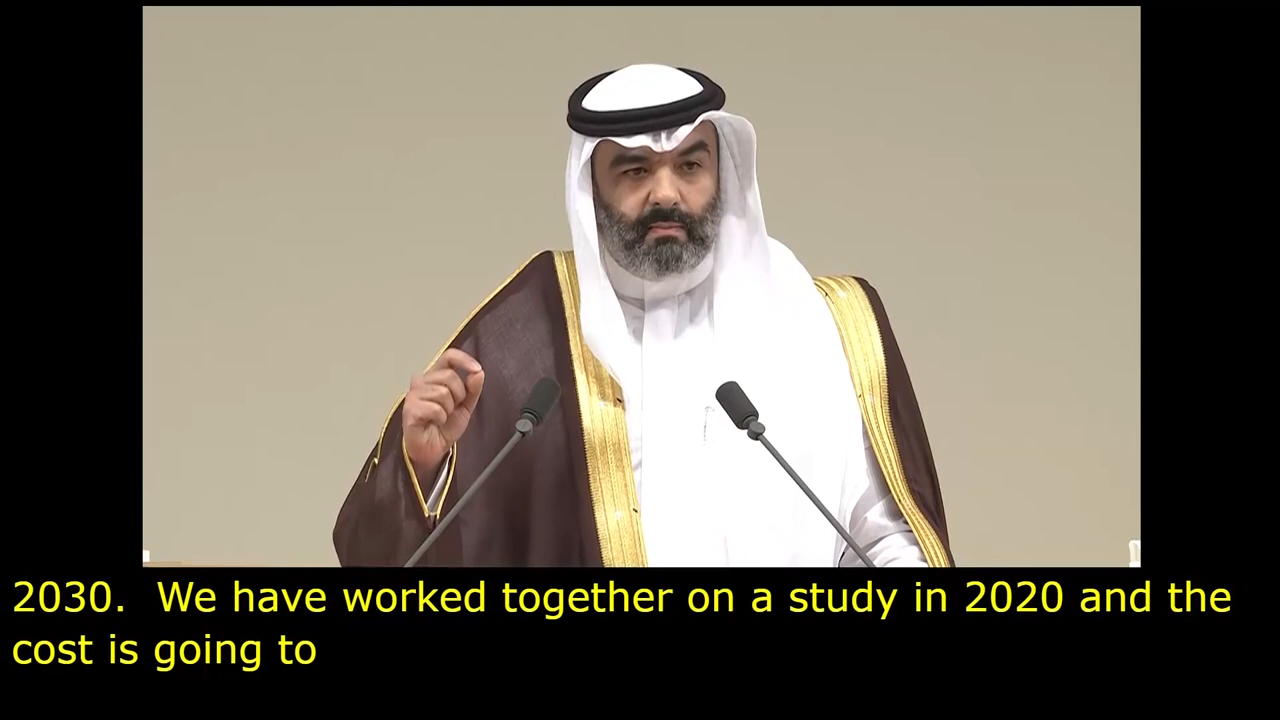 2030.  We have worked together on a study in 2020 and the
cost is going to